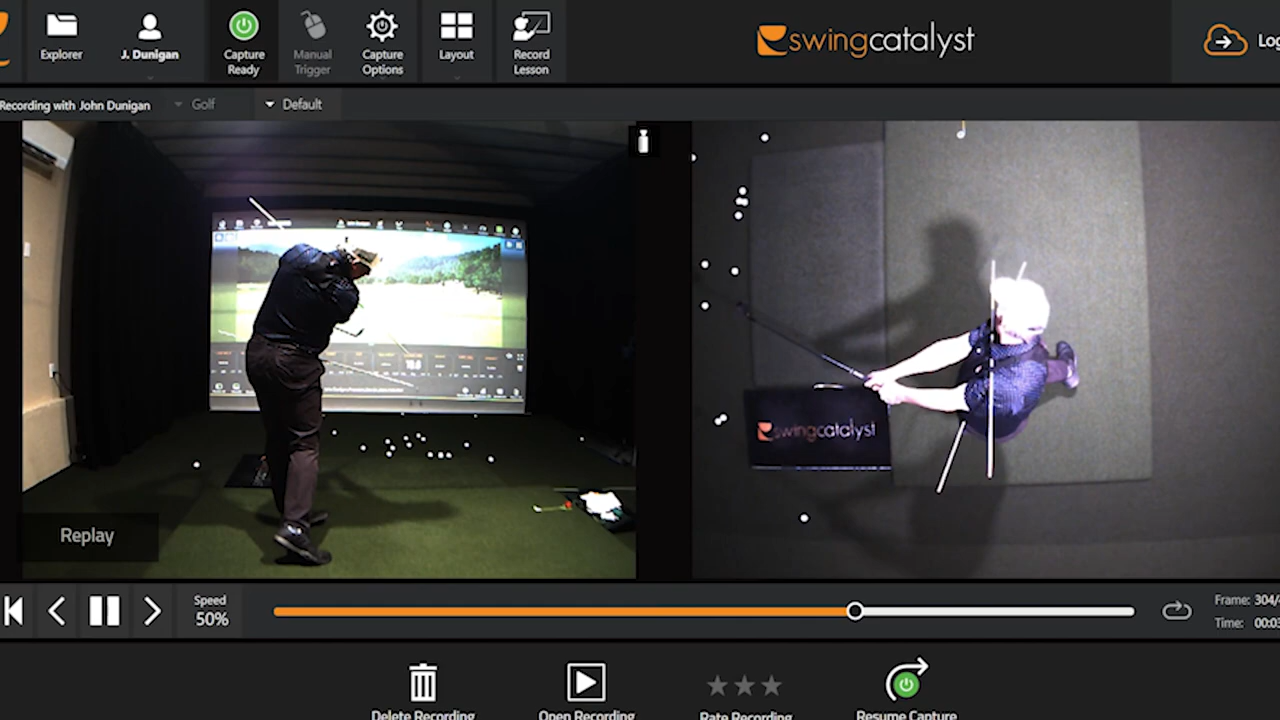 Explorer
J. Dunigan
Capture
Ready
Manual
Trigger
Capture
Options
Layout
Record
Lesson
swingcatalyst
Recording with John Dunigan
Golf
Default
swingcatalyst
Replay
Speed
50%
Frame: 304/
Time: 00:0
Delete Recording
Open Recording
Rate Recording
Resume Capture